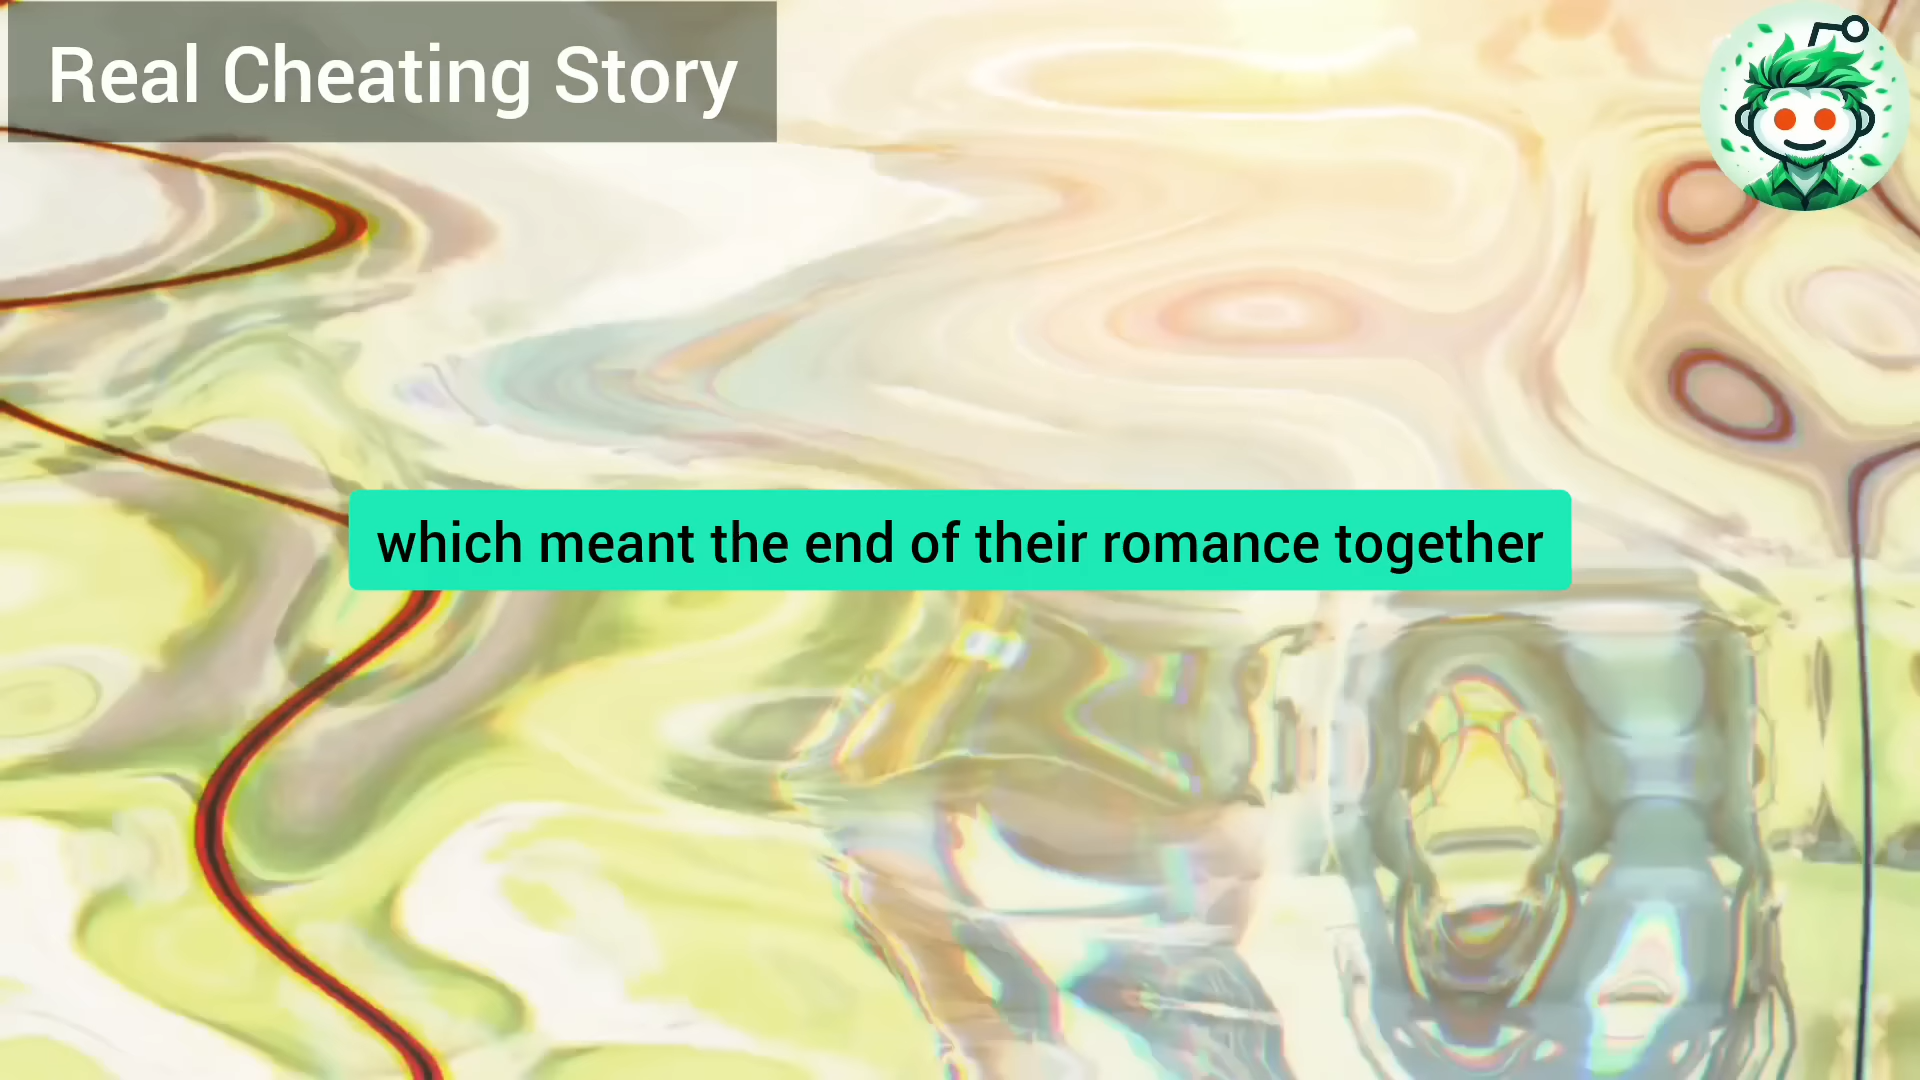 Real Cheating Story
which meant the end of their romance together